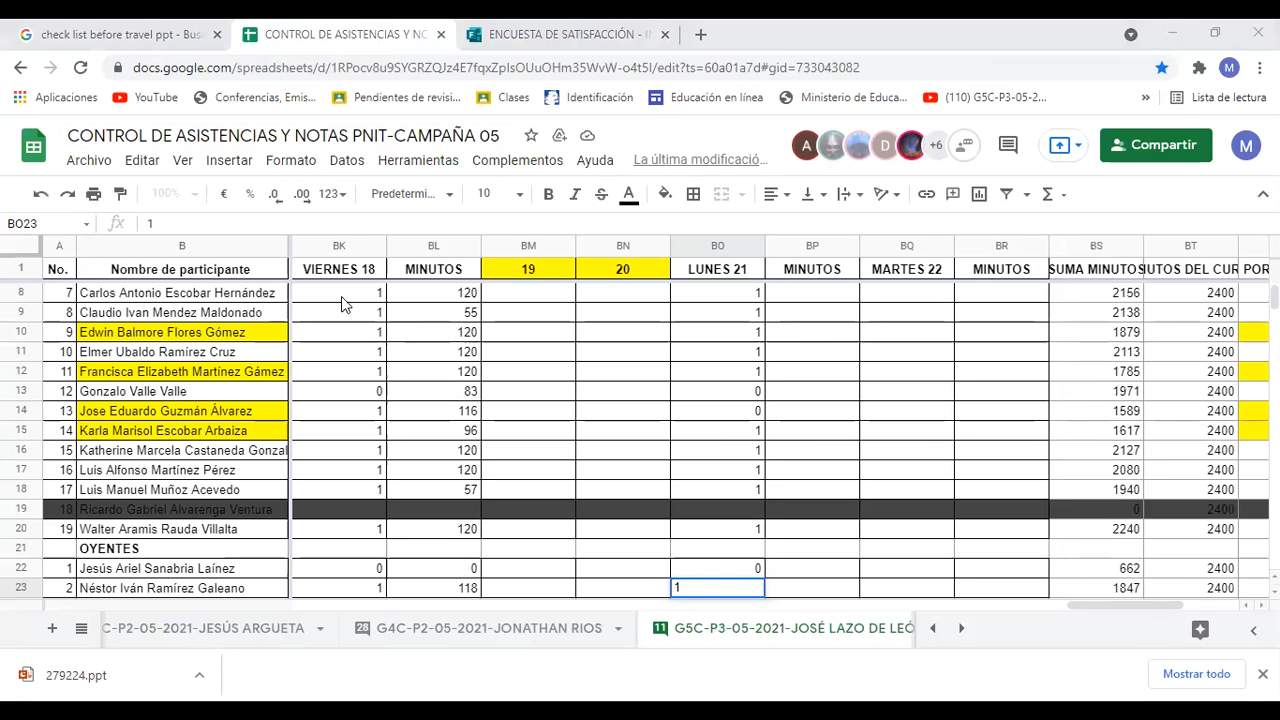 check list before travel ppt - Bus
CONTROL DE ASISTENCIAS Y NO
ENCUESTA DE SATISFACCIÓN - I
docs.google.com/spreadsheets/d/1RPocv8u9SYGRZQJz4E7fqxZpIsOUuOHm35WvW-o4t5I/edit?ts=60a01a7d#gid=733043082
M
Aplicaciones YouTube Conferencias, Emis... Pendientes de revisi... Clases Identificación Educación en línea Ministerio de Educa... (110) G5C-P3-05-2... » Lista de lectura
CONTROL DE ASISTENCIAS Y NOTAS PNIT-CAMPAÑA 05
Archivo Editar Ver Insertar Formato Datos Herramientas Complementos Ayuda La última modificació...
A D +6 Compartir M
100% € % .0 .00 123 Predetermi... 10 B I S A Σ
BO23 fx 1
A B BK BL BM BN BO BP BQ BR BS BT
1 No. Nombre de participante VIERNES 18 MINUTOS 19 20 LUNES 21 MINUTOS MARTES 22 MINUTOS SUMA MINUTOS UTOS DEL CUR POR
8 7 Carlos Antonio Escobar Hernández 1 120 1 2156 2400
9 8 Claudio Ivan Mendez Maldonado 1 55 1 2138 2400
10 9 Edwin Balmore Flores Gómez 1 120 1 1879 2400
11 10 Elmer Ubaldo Ramírez Cruz 1 120 1 2113 2400
12 11 Francisca Elizabeth Martínez Gámez 1 120 1 1785 2400
13 12 Gonzalo Valle Valle 0 83 0 1971 2400
14 13 Jose Eduardo Guzmán Álvarez 1 116 0 1589 2400
15 14 Karla Marisol Escobar Arbaiza 1 96 1 1617 2400
16 15 Katherine Marcela Castaneda Gonzal 1 120 1 2127 2400
17 16 Luis Alfonso Martínez Pérez 1 120 1 2080 2400
18 17 Luis Manuel Muñoz Acevedo 1 57 1 1940 2400
19 18 Ricardo Gabriel Alvarenga Ventura 0 2400
20 19 Walter Aramis Rauda Villalta 1 120 1 2240 2400
21 OYENTES
22 1 Jesús Ariel Sanabria Laínez 0 0 0 662 2400
23 2 Néstor Iván Ramírez Galeano 1 118 1 1847 2400
C-P2-05-2021-JESÚS ARGUETA 28 G4C-P2-05-2021-JONATHAN RIOS 11 G5C-P3-05-2021-JOSÉ LAZO DE LEÓ
279224.ppt Mostrar todo